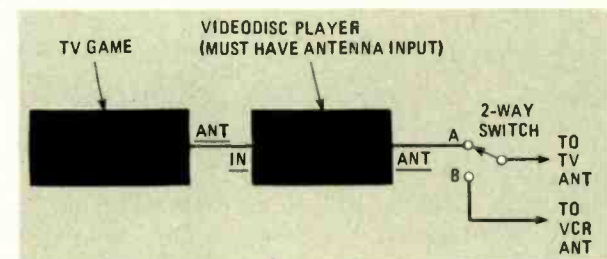 TV GAME
VIDEODISC PLAYER
(MUST HAVE ANTENNA INPUT)
ANT
IN
ANT
A
B
2-WAY
SWITCH
TO
TV
ANT
TO
VCR
ANT